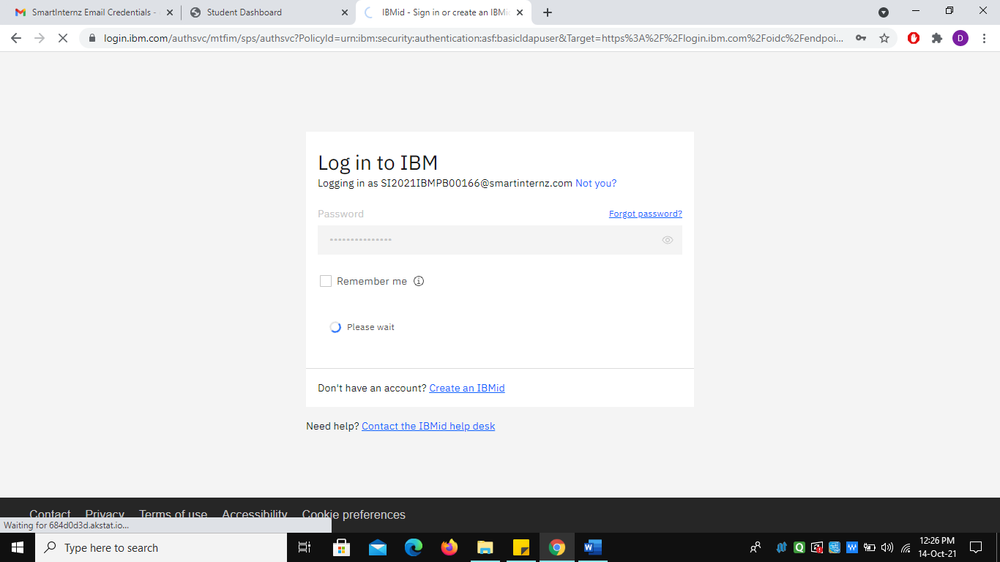 SmartInternz Email Credentials -
Student Dashboard
IBMid - Sign in or create an IBMi
login.ibm.com/authsvc/mtfim/sps/authsvc?PolicyId=urn:ibm:security:authentication:asf:basicldapuser&Target=https%3A%2F%2Flogin.ibm.com%2Foidc%2Fendpoi...
D
Log in to IBM
Logging in as SI2021IBMPB00166@smartinternz.com Not you?
Password
Forgot password?
Remember me
Please wait
Don't have an account? Create an IBMid
Need help? Contact the IBMid help desk
Contact Privacy Terms of use Accessibility Cookie preferences
Waiting for 684d0d3d.akstat.io...
Type here to search
12:26 PM
14-Oct-21